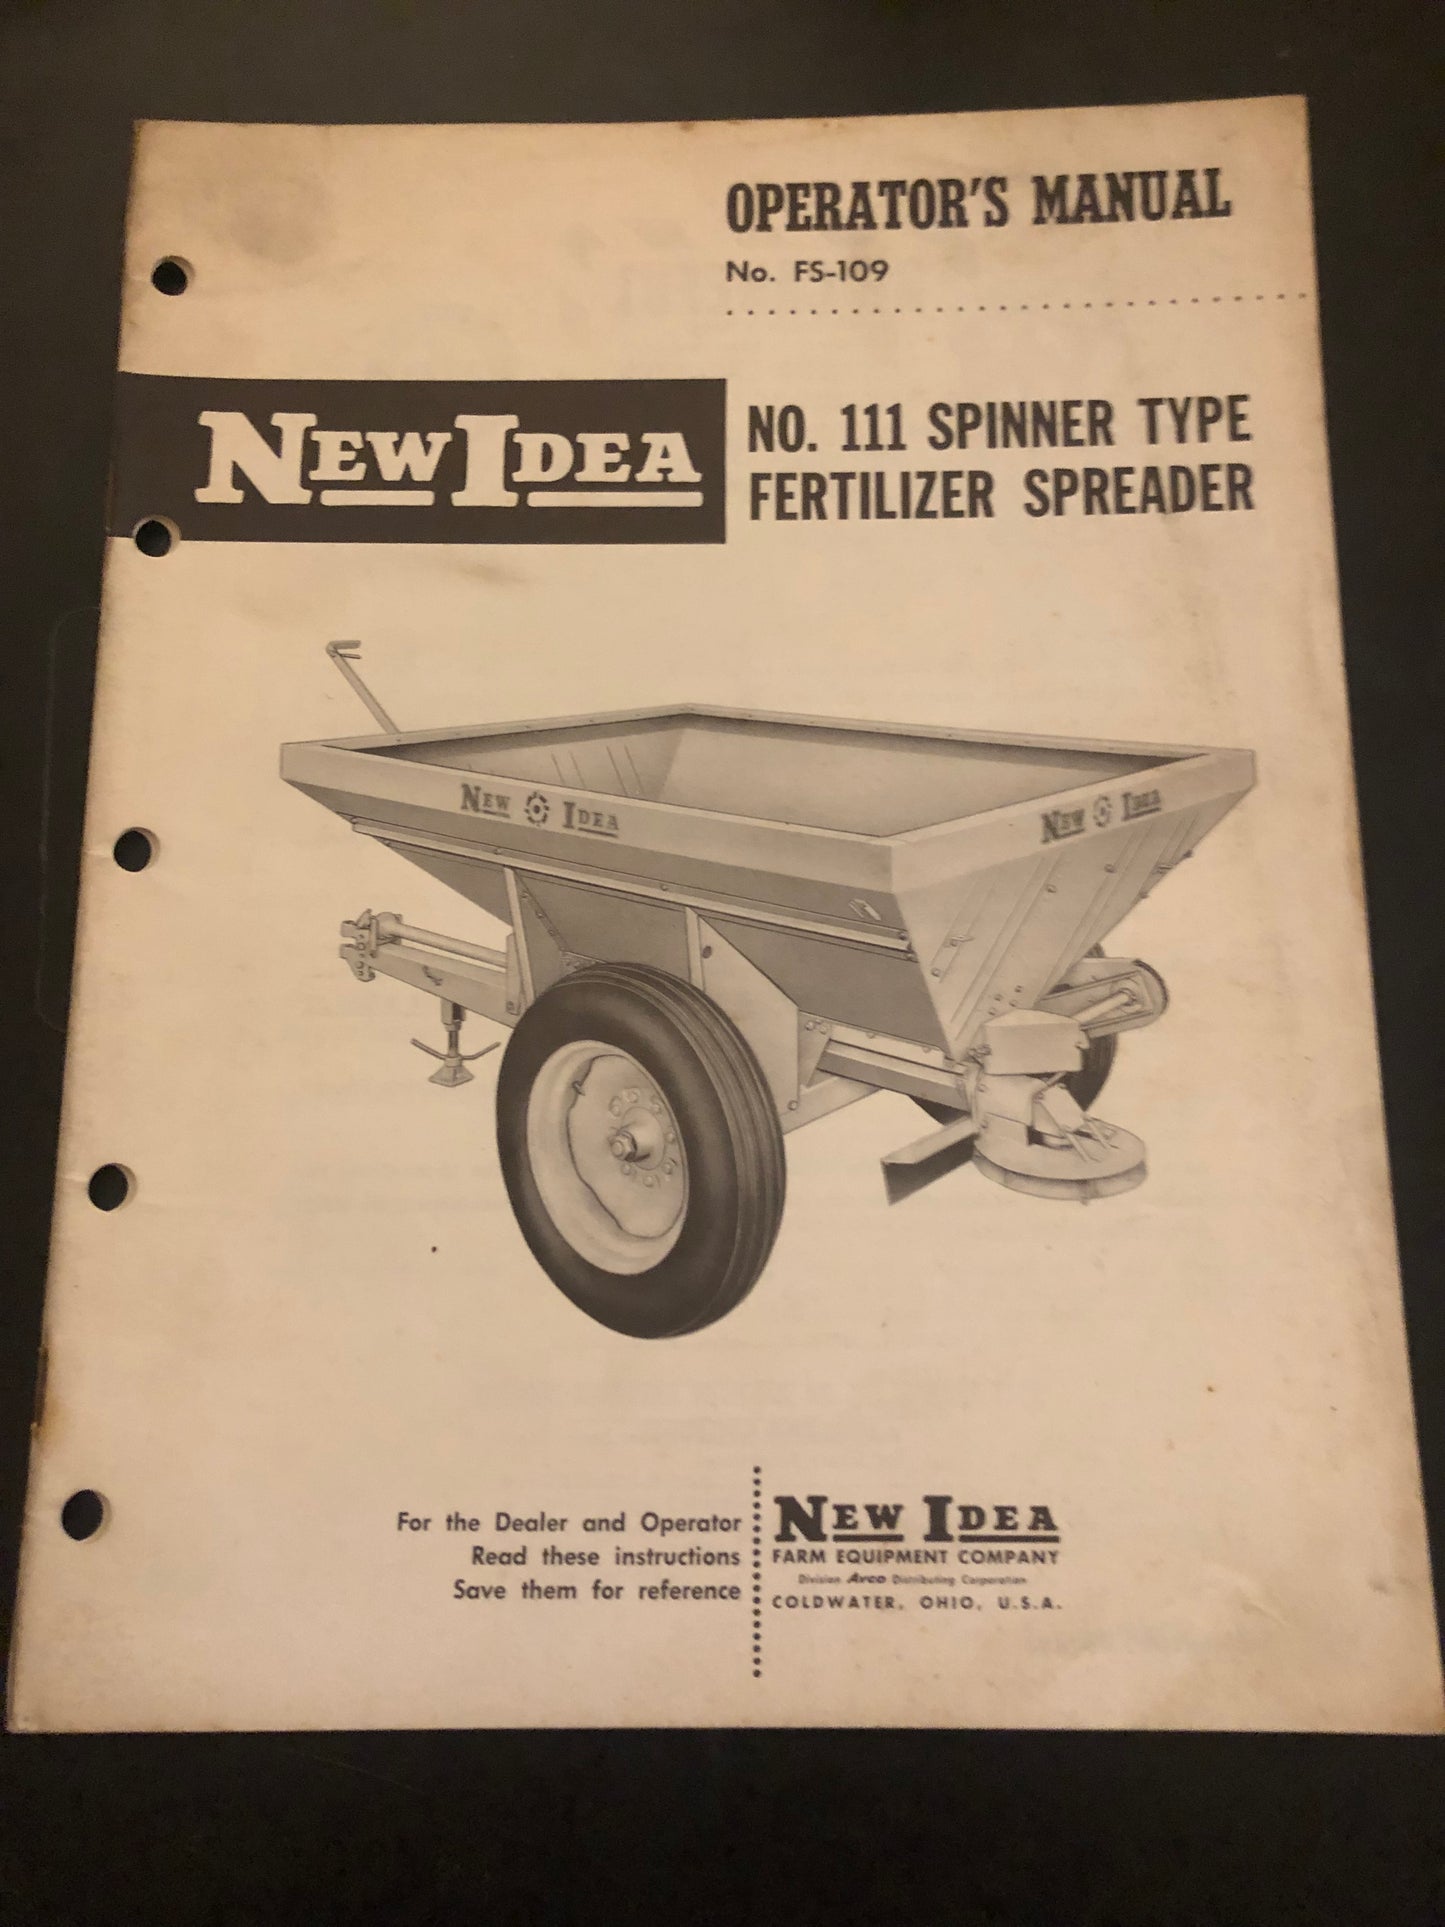 OPERATOR'S MANUAL
No. FS-109
NEW IDEA
NO. 111 SPINNER TYPE
FERTILIZER SPREADER
NEW IDEA
NEW IDEA
For the Dealer and Operator
Read these instructions
Save them for reference
NEW IDEA
FARM EQUIPMENT COMPANY
Division Avco Distributing Corporation
COLDWATER, OHIO, U.S.A.